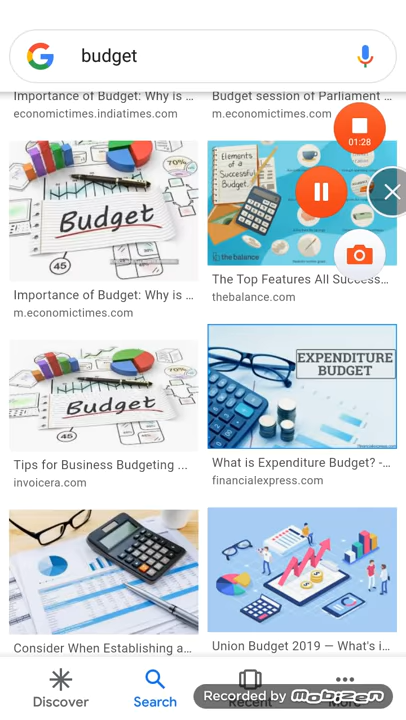 budget
Importance of Budget: Why is ...
economictimes.indiatimes.com
Budget session of Parliament ...
m.economictimes.com
01:28
70%
Budget
45
Elements
of a
Successful
Budget.
the balance
Importance of Budget: Why is ...
m.economictimes.com
The Top Features All Success...
thebalance.com
70%
Budget
45
EXPENDITURE
BUDGET
Tips for Business Budgeting ...
invoicera.com
What is Expenditure Budget? -...
financialexpress.com
Consider When Establishing a...
Union Budget 2019 — What's i...
Discover
Search
Recent
More
Recorded by MOBIZEN